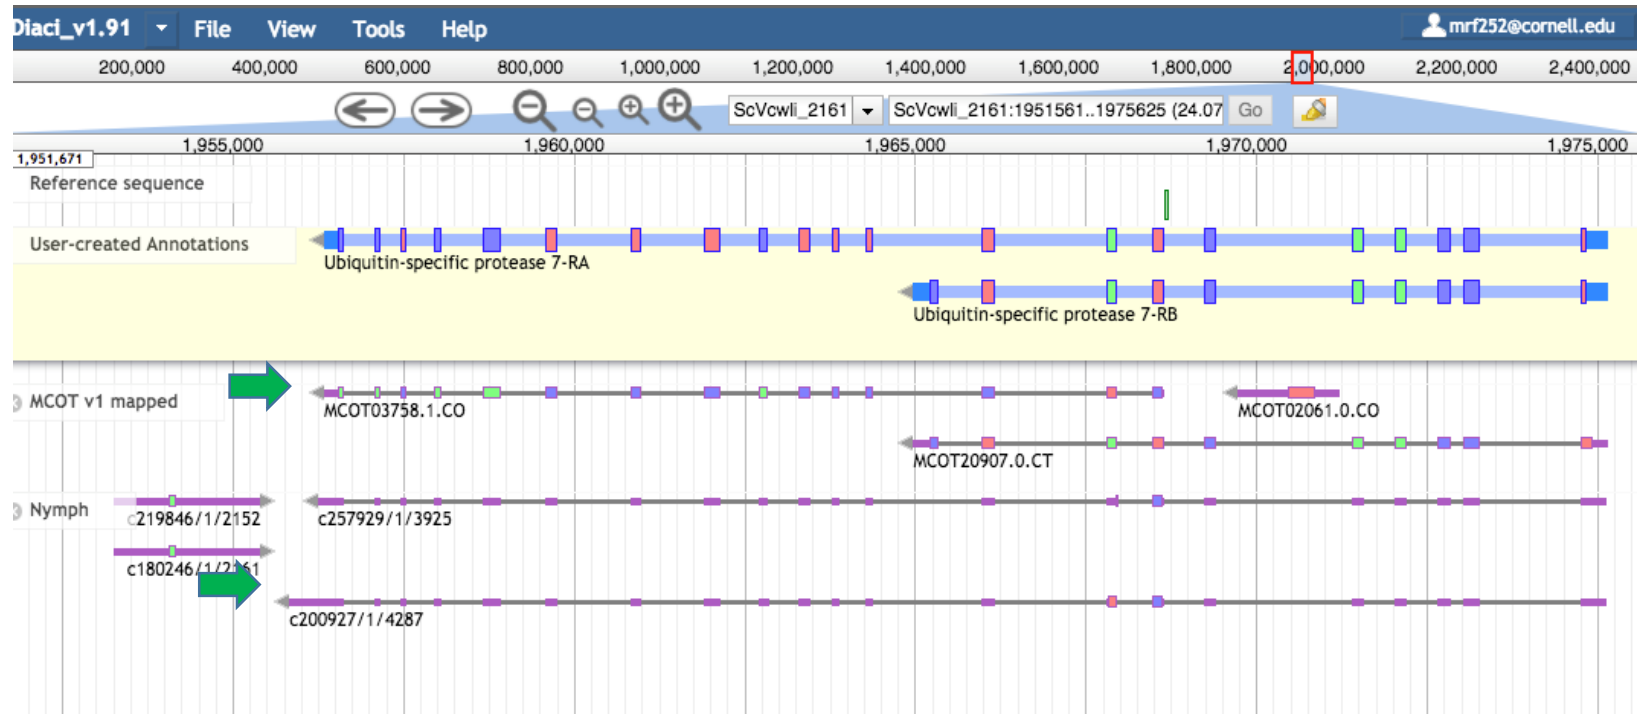 Diaci_v1.91 File View Tools Help mrf252@cornell.edu
200,000 400,000 600,000 800,000 1,000,000 1,200,000 1,400,000 1,600,000 1,800,000 2,000,000 2,200,000 2,400,000
ScVcwli_2161 ScVcwli_2161:1951561..1975625 (24.07 Go
1,955,000 1,960,000 1,965,000 1,970,000 1,975,000
1,951,671
Reference sequence
User-created Annotations
Ubiquitin-specific protease 7-RA
Ubiquitin-specific protease 7-RB
MCOT v1 mapped
MCOT03758.1.CO MCOT02061.0.CO
MCOT20907.0.CT
Nymph
c219846/1/2152 c257929/1/3925
c180246/1/2161
c200927/1/4287